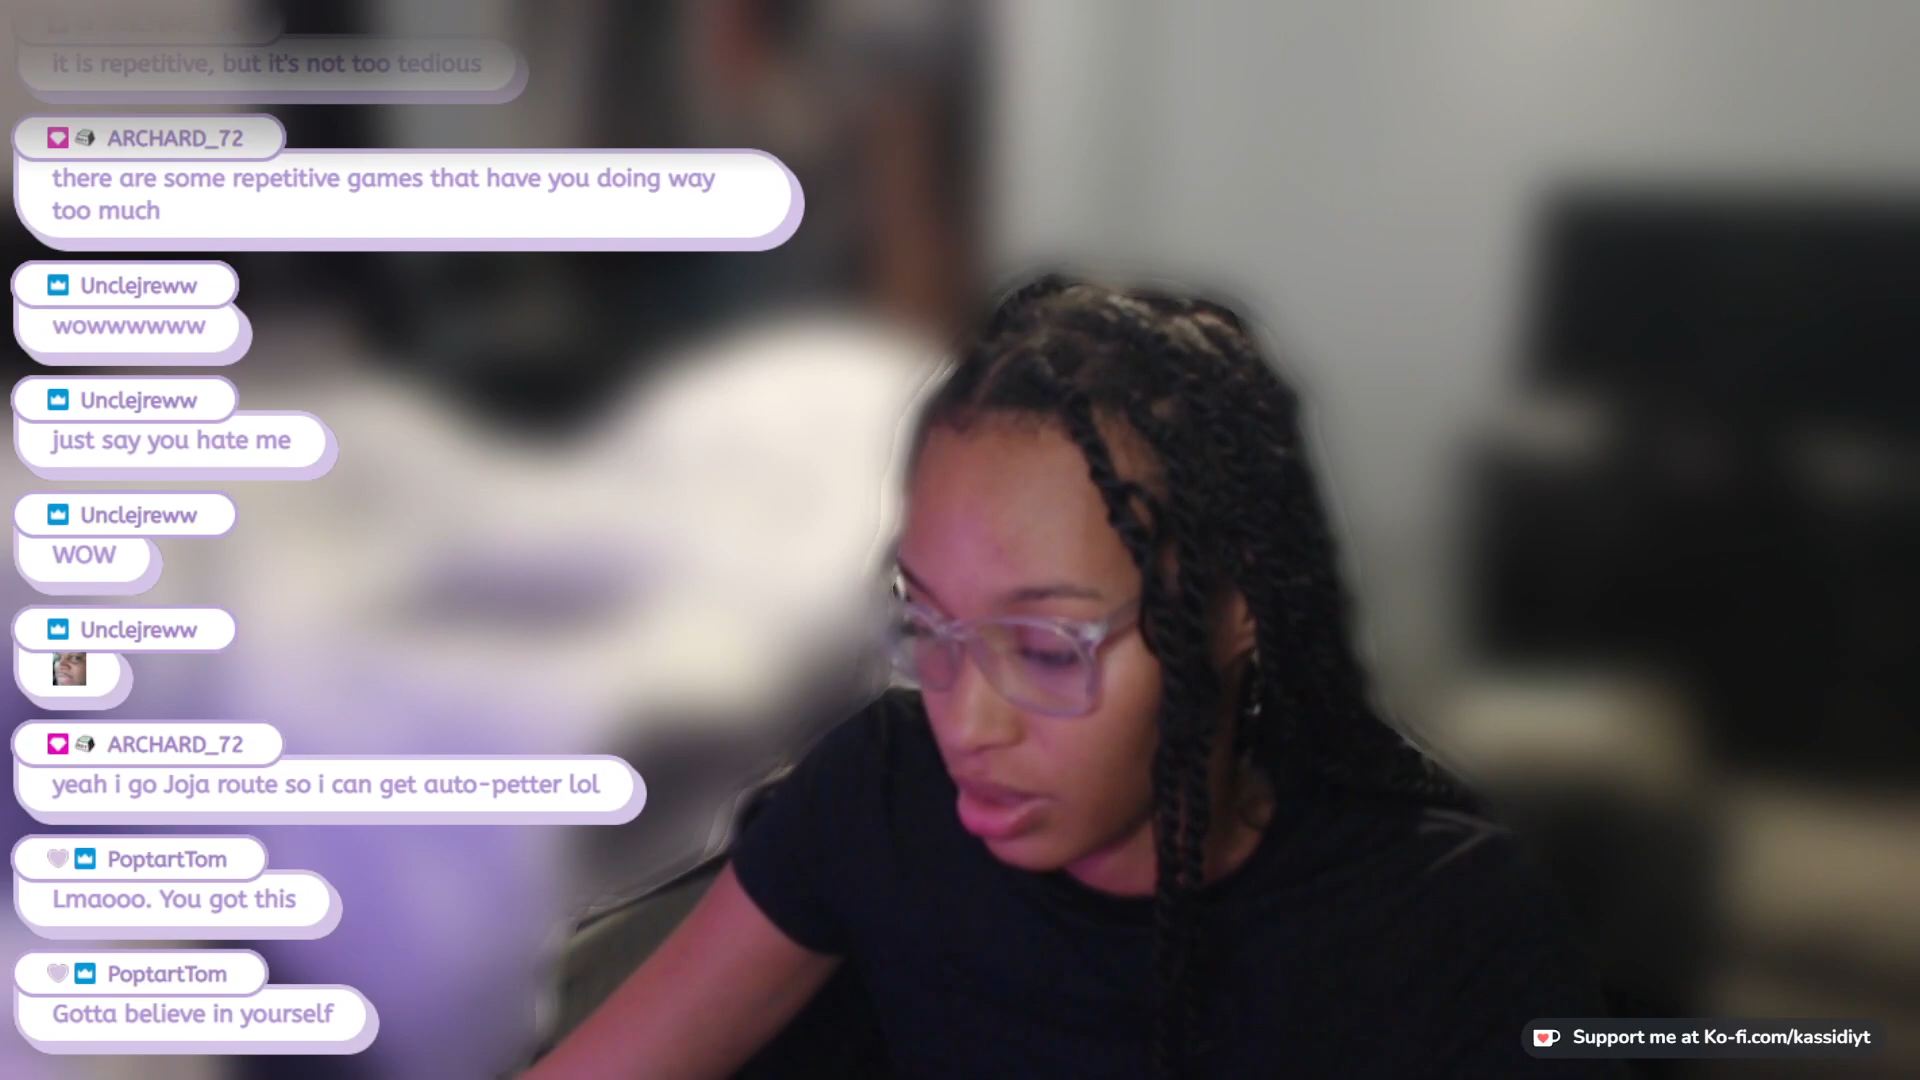 it is repetitive, but it's not too tedious
ARCHARD_72
there are some repetitive games that have you doing way
too much
Unclejreww
wowwwwww
Unclejreww
just say you hate me
Unclejreww
WOW
Unclejreww
ARCHARD_72
yeah i go Joja route so i can get auto-petter lol
PoptartTom
Lmaooo. You got this
PoptartTom
Gotta believe in yourself
Support me at Ko-fi.com/kassidiyt